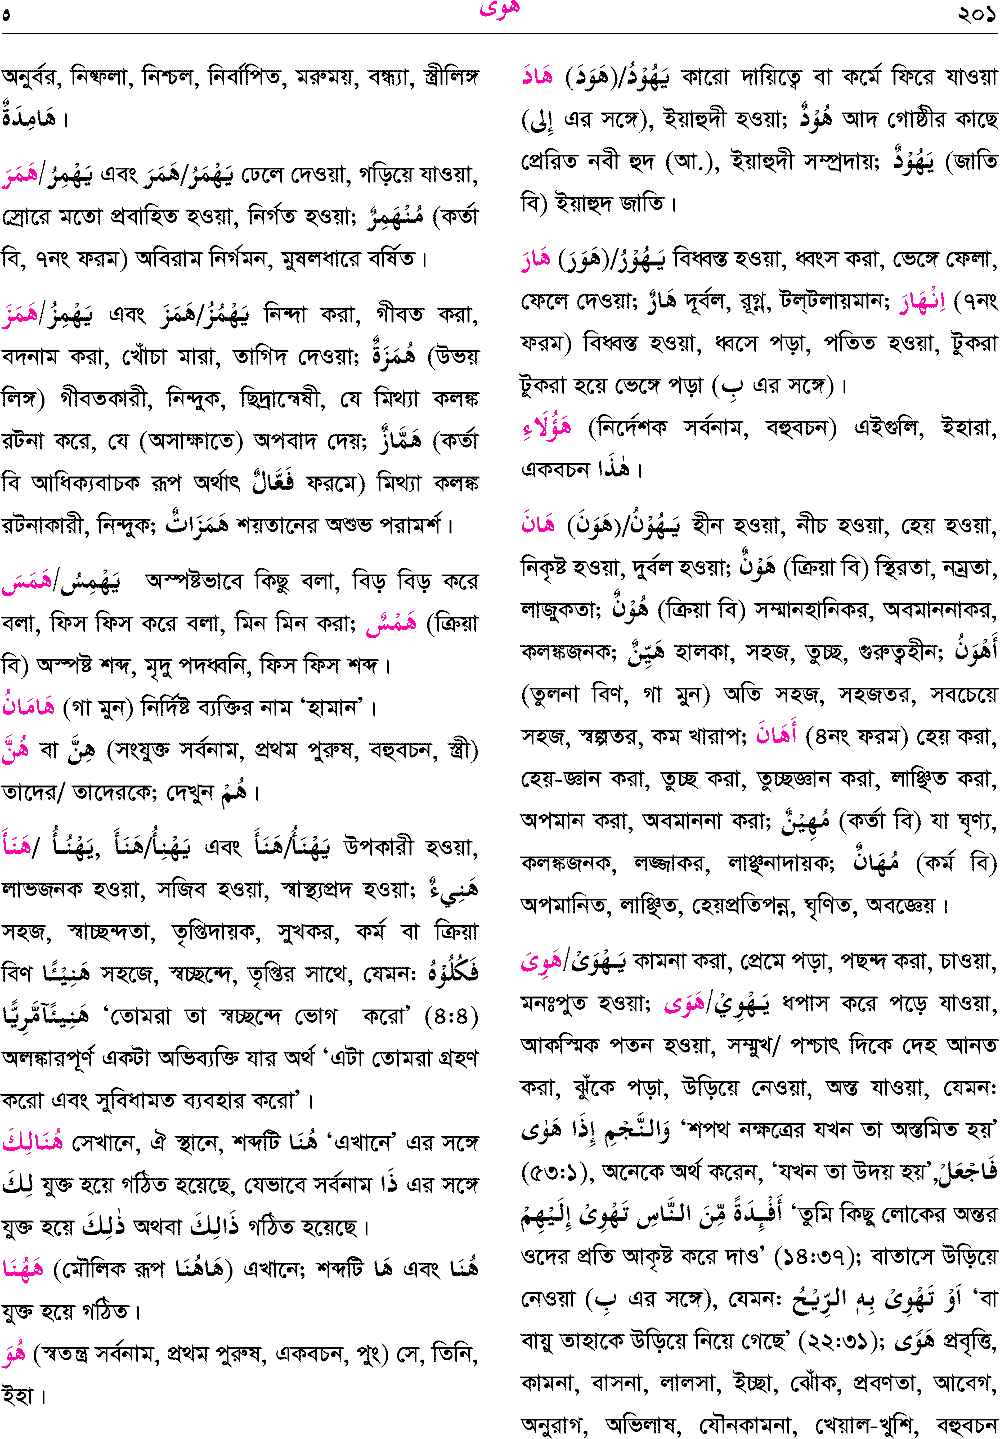 ه هوى ২০১
অনুর্বর, নিষ্ফলা, নিশ্চল, নির্বাপিত, মরুময়, বন্ধ্যা, স্ত্রীলিঙ্গ
هَامِدَةٌ ।
هَمَرَ/يَهْمِرُ এবং هَمَرَ/يَهْمَرُ ঢেলে দেওয়া, গড়িয়ে যাওয়া,
স্রোরে মতো প্রবাহিত হওয়া, নির্গত হওয়া; مُنْهَمِرٌ (কর্তা
বি, ৭নং ফরম) অবিরাম নির্গমন, মুষলধারে বর্ষিত।
هَمَزَ/يَهْمِزُ এবং هَمَزَ/يَهْمُزُ নিন্দা করা, গীবত করা,
বদনাম করা, খোঁচা মারা, তাগিদ দেওয়া; هُمَزَةٌ (উভয়
লিঙ্গ) গীবতকারী, নিন্দুক, ছিদ্রান্বেষী, যে মিথ্যা কলঙ্ক
রটনা করে, যে (অসাক্ষাতে) অপবাদ দেয়; هَمَّازٌ (কর্তা
বি আধিক্যবাচক রূপ অর্থাৎ فَعَّالٌ ফরমে) মিথ্যা কলঙ্ক
রটনাকারী, নিন্দুক; هَمَزَاتٌ শয়তানের অশুভ পরামর্শ।
هَمَسَ/يَهْمِسُ অস্পষ্টভাবে কিছু বলা, বিড় বিড় করে
বলা, ফিস ফিস করে বলা, মিন মিন করা; هَمْسٌ (ক্রিয়া
বি) অস্পষ্ট শব্দ, মৃদু পদধ্বনি, ফিস ফিস শব্দ।
هَامَانُ (গা মুন) নির্দিষ্ট ব্যক্তির নাম ‘হামান’।
هُنَّ বা هِنَّ (সংযুক্ত সর্বনাম, প্রথম পুরুষ, বহুবচন, স্ত্রী)
তাদের/ তাদেরকে; দেখুন هُمْ ।
هَنَأَ/ يَهْنُأُ, هَنَأَ/يَهْنِأُ এবং هَنَأَ/يَهْنَأُ উপকারী হওয়া,
লাভজনক হওয়া, সজিব হওয়া, স্বাস্থ্যপ্রদ হওয়া; هَنِيءٌ
সহজ, স্বাচ্ছন্দতা, তৃপ্তিদায়ক, সুখকর, কর্ম বা ক্রিয়া
বিণ هَنِيْئًا সহজে, স্বচ্ছন্দে, তৃপ্তির সাথে, যেমন: فَكُلُوْهُ
هَنِيئًامَّرِيًّا ‘তোমরা তা স্বচ্ছন্দে ভোগ করো’ (৪:৪)
অলঙ্কারপূর্ণ একটা অভিব্যক্তি যার অর্থ ‘এটা তোমরা গ্রহণ
করো এবং সুবিধামত ব্যবহার করো’।
هُنَالِكَ সেখানে, ঐ স্থানে, শব্দটি هُنَا ‘এখানে’ এর সঙ্গে
لِكَ যুক্ত হয়ে গঠিত হয়েছে, যেভাবে সর্বনাম ذَا এর সঙ্গে
যুক্ত হয়ে ذٰلِكَ অথবা ذَالِكَ গঠিত হয়েছে।
هَهُنَا (মৌলিক রূপ هَاهُنَا) এখানে; শব্দটি هَا এবং هُنَا
যুক্ত হয়ে গঠিত।
هُوَ (স্বতন্ত্র সর্বনাম, প্রথম পুরুষ, একবচন, পুং) সে, তিনি,
ইহা।
هَادَ (هَوَدَ)/يَهُوْدُ কারো দায়িত্বে বা কর্মে ফিরে যাওয়া
(إِلى এর সঙ্গে), ইয়াহুদী হওয়া; هُوْدٌ আদ গোষ্ঠীর কাছে
প্রেরিত নবী হুদ (আ.), ইয়াহুদী সম্প্রদায়; يَهُوْدٌ (জাতি
বি) ইয়াহুদ জাতি।
هَارَ (هَوَرَ)/يَهُوْرُ বিধ্বস্ত হওয়া, ধ্বংস করা, ভেঙ্গে ফেলা,
ফেলে দেওয়া; هَارٌ দূর্বল, রূগ্ন, টল্টলায়মান; اِنْهَارَ (৭নং
ফরম) বিধ্বস্ত হওয়া, ধ্বসে পড়া, পতিত হওয়া, টুকরা
টুকরা হয়ে ভেঙ্গে পড়া (بِ এর সঙ্গে)।
هَؤُلَاءِ (নির্দেশক সর্বনাম, বহুবচন) এইগুলি, ইহারা,
একবচন هٰذَا ।
هَانَ (هَوَنَ)/يَهُوْنُ হীন হওয়া, নীচ হওয়া, হেয় হওয়া,
নিকৃষ্ট হওয়া, দুর্বল হওয়া; هَوْنٌ (ক্রিয়া বি) স্থিরতা, নম্রতা,
লাজুকতা; هُوْنٌ (ক্রিয়া বি) সম্মানহানিকর, অবমাননাকর,
কলঙ্কজনক; هَيِّنٌ হালকা, সহজ, তুচ্ছ, গুরুত্বহীন; أَهْوَنُ
(তুলনা বিণ, গা মুন) অতি সহজ, সহজতর, সবচেয়ে
সহজ, স্বল্পতর, কম খারাপ; أَهَانَ (৪নং ফরম) হেয় করা,
হেয়-জ্ঞান করা, তুচ্ছ করা, তুচ্ছজ্ঞান করা, লাঞ্ছিত করা,
অপমান করা, অবমাননা করা; مُهِيْنٌ (কর্তা বি) যা ঘৃণ্য,
কলঙ্কজনক, লজ্জাকর, লাঞ্ছনাদায়ক; مُهَانٌ (কর্ম বি)
অপমানিত, লাঞ্ছিত, হেয়প্রতিপন্ন, ঘৃণিত, অবজ্ঞেয়।
هَوِىَ/يَهْوَىْ কামনা করা, প্রেমে পড়া, পছন্দ করা, চাওয়া,
মনঃপুত হওয়া; هَوَى/يَهْوِيْ ধপাস করে পড়ে যাওয়া,
আকস্মিক পতন হওয়া, সম্মুখ/ পশ্চাৎ দিকে দেহ আনত
করা, ঝুঁকে পড়া, উড়িয়ে নেওয়া, অস্ত যাওয়া, যেমন:
وَالنَّجْمِ إِذَا هَوٰى ‘শপথ নক্ষত্রের যখন তা অস্তমিত হয়’
(৫৩:১), অনেকে অর্থ করেন, ‘যখন তা উদয় হয়’, فَاجْعَلْ
أَفْئِدَةً مِّنَ النَّاسِ تَهْوِىْ إِلَيْهِمْ ‘তুমি কিছু লোকের অন্তর
ওদের প্রতি আকৃষ্ট করে দাও’ (১৪:৩৭); বাতাসে উড়িয়ে
নেওয়া (بِ এর সঙ্গে), যেমন: اَوْ تَهْوِىْ بِهِ الرِّيْحُ ‘বা
বায়ু তাহাকে উড়িয়ে নিয়ে গেছে’ (২২:৩১); هَوًى প্রবৃত্তি,
কামনা, বাসনা, লালসা, ইচ্ছা, ঝোঁক, প্রবণতা, আবেগ,
অনুরাগ, অভিলাষ, যৌনকামনা, খেয়াল-খুশি, বহুবচন